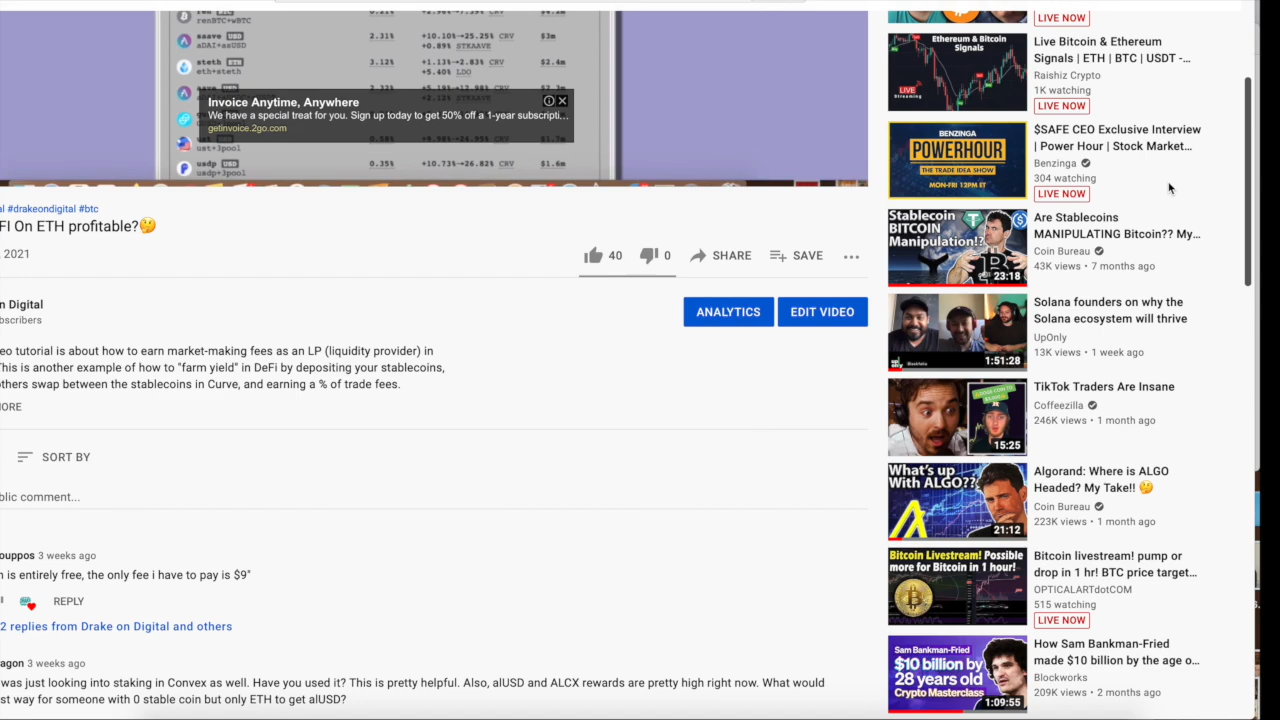 renBTC+wBTC
$4.2m
saave USD
aDAI+asUSD
2.31%
+10.10%→25.25% CRV
+0.89% STKAAVE
$3m
steth ETH
eth+steth
3.12%
+1.13%→2.83% CRV
+5.40% LDO
$2.4m
Invoice Anytime, Anywhere
We have a special treat for you. Sign up today to get 50% off a 1-year subscripti...
getinvoice.2go.com
ust+3pool
$1.7m
usdp USD
usdp+3pool
0.35%
+10.73%→26.82% CRV
$1.6m
al #drakeondigital #btc
FI On ETH profitable?🤔
, 2021
40
0
SHARE
SAVE
n Digital
bscribers
ANALYTICS
EDIT VIDEO
eo tutorial is about how to earn market-making fees as an LP (liquidity provider) in
This is another example of how to "make yield" in DeFi by depositing your stablecoins,
others swap between the stablecoins in Curve, and earning a % of trade fees.
ORE
SORT BY
blic comment...
ouppos 3 weeks ago
n is entirely free, the only fee i have to pay is $9"
REPLY
2 replies from Drake on Digital and others
agon 3 weeks ago
was just looking into staking in Convex as well. Have you used it? This is pretty helpful. Also, alUSD and ALCX rewards are pretty high right now. What would
st way for someone with 0 stable coin but only ETH to get alUSD?
LIVE NOW
Ethereum & Bitcoin
Signals
LIVE
Streaming
Live Bitcoin & Ethereum
Signals | ETH | BTC | USDT -...
Raishiz Crypto
1K watching
LIVE NOW
BENZINGA
POWERHOUR
THE TRADE IDEA SHOW
MON-FRI 12PM ET
$SAFE CEO Exclusive Interview
| Power Hour | Stock Market...
Benzinga
304 watching
LIVE NOW
Stablecoin
BITCOIN
Manipulation!?
23:18
Are Stablecoins
MANIPULATING Bitcoin?? My...
Coin Bureau
43K views • 7 months ago
1:51:28
Solana founders on why the
Solana ecosystem will thrive
UpOnly
13K views • 1 week ago
15:25
TikTok Traders Are Insane
Coffeezilla
246K views • 1 month ago
What's up
With ALGO??
21:12
Algorand: Where is ALGO
Headed? My Take!! 🤔
Coin Bureau
223K views • 1 month ago
Bitcoin Livestream! Possible
more for Bitcoin in 1 hour!
Bitcoin livestream! pump or
drop in 1 hr! BTC price target...
OPTICALARTdotCOM
515 watching
LIVE NOW
Sam Bankman-Fried
$10 billion by
28 years old
Crypto Masterclass
1:09:55
How Sam Bankman-Fried
made $10 billion by the age o...
Blockworks
209K views • 2 months ago